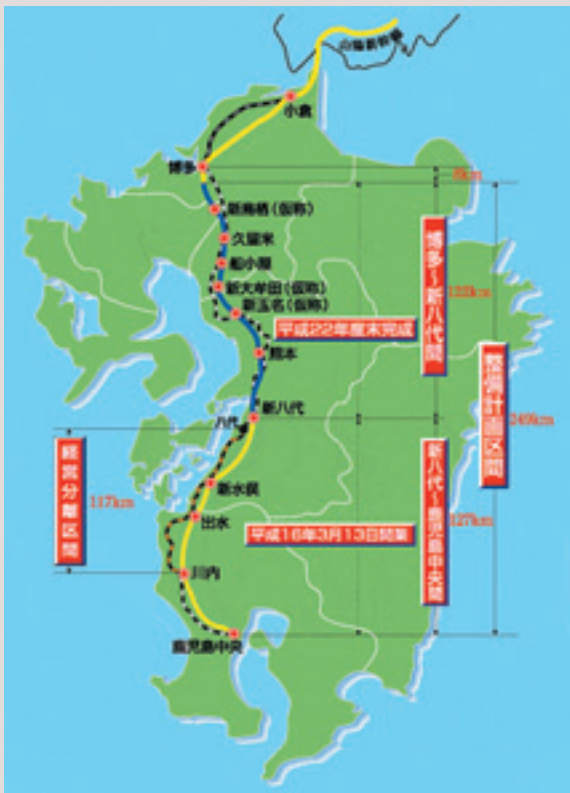 山陽新幹線
小倉
博多
8km
新鳥栖(仮称)
久留米
船小屋
新大牟田(仮称)
新玉名(仮称)
博多～新八代間
122km
平成22年度末完成
熊本
整備計画区間
249km
新八代
八代
経営分離区間
117km
新水俣
出水
平成16年3月13日開業
新八代～鹿児島中央間
127km
川内
鹿児島中央